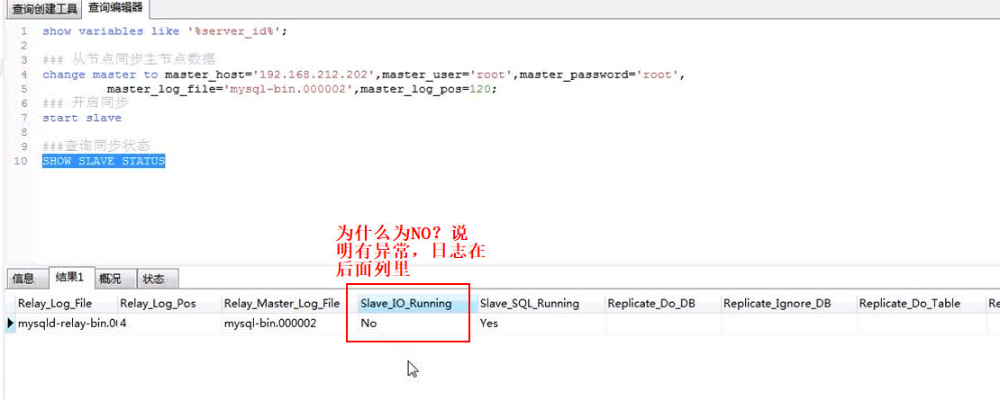 查询创建工具 查询编辑器
1 show variables like '%server_id%';
2
3 ### 从节点同步主节点数据
4 change master to master_host='192.168.212.202',master_user='root',master_password='root',
5 master_log_file='mysql-bin.000002',master_log_pos=120;
6 ### 开启同步
7 start slave
8
9 ###查询同步状态
10 SHOW SLAVE STATUS
为什么为NO？说
明有异常，日志在
后面列里
信息 结果1 概况 状态
Relay_Log_File Relay_Log_Pos Relay_Master_Log_File Slave_IO_Running Slave_SQL_Running Replicate_Do_DB Replicate_Ignore_DB Replicate_Do_Table Re
mysqld-relay-bin.0 4 mysql-bin.000002 No Yes